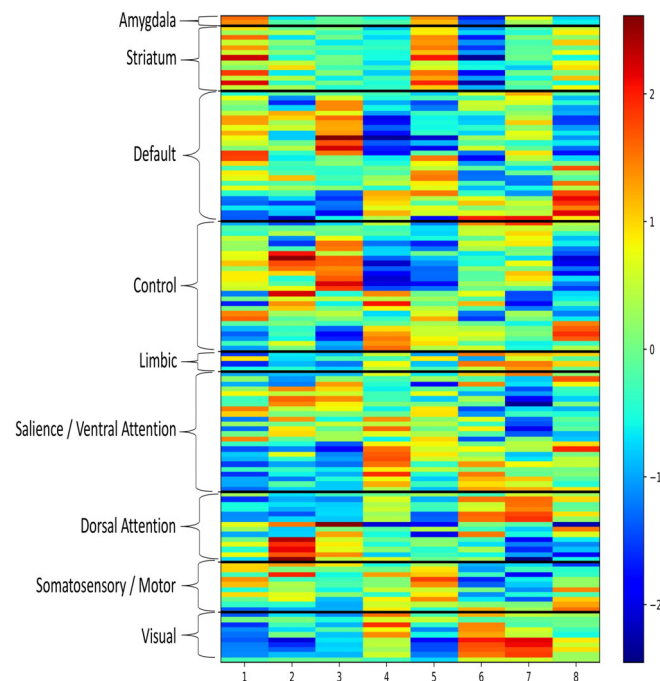 Amygdala
Striatum
Default
Control
Limbic
Salience / Ventral Attention
Dorsal Attention
Somatosensory / Motor
Visual
1 2 3 4 5 6 7 8
2
1
0
−1
−2